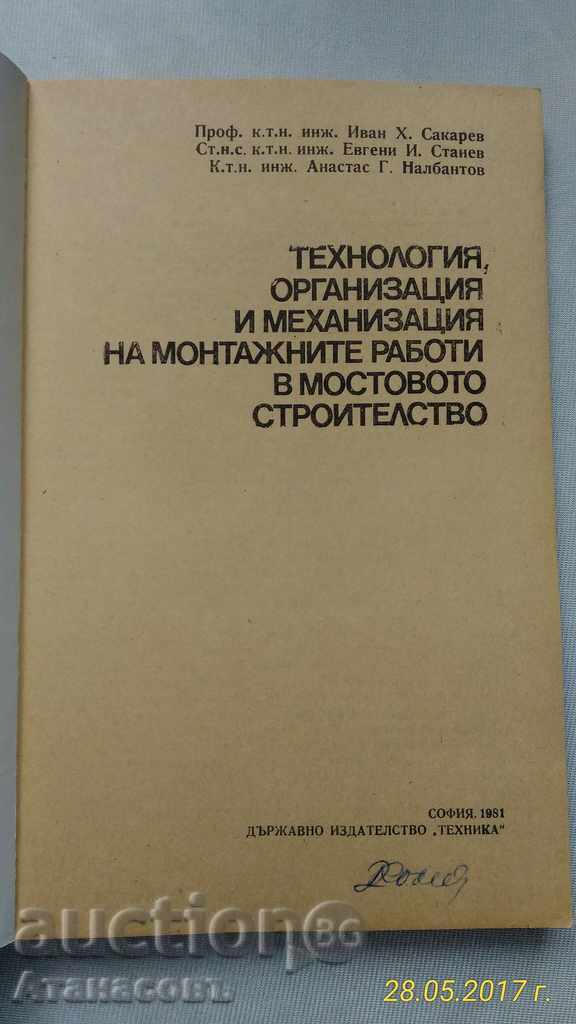 Проф. к.т.н. инж. Иван Х. Сакарев
Ст.н.с. к.т.н. инж. Евгени И. Станев
К.т.н. инж. Анастас Г. Налбантов
ТЕХНОЛОГИЯ,
ОРГАНИЗАЦИЯ
И МЕХАНИЗАЦИЯ
НА МОНТАЖНИТЕ РАБОТИ
В МОСТОВОТО
СТРОИТЕЛСТВО
СОФИЯ, 1981
ДЪРЖАВНО ИЗДАТЕЛСТВО „ТЕХНИКА“
auction BG
Атанасовъ
28.05.2017 г.